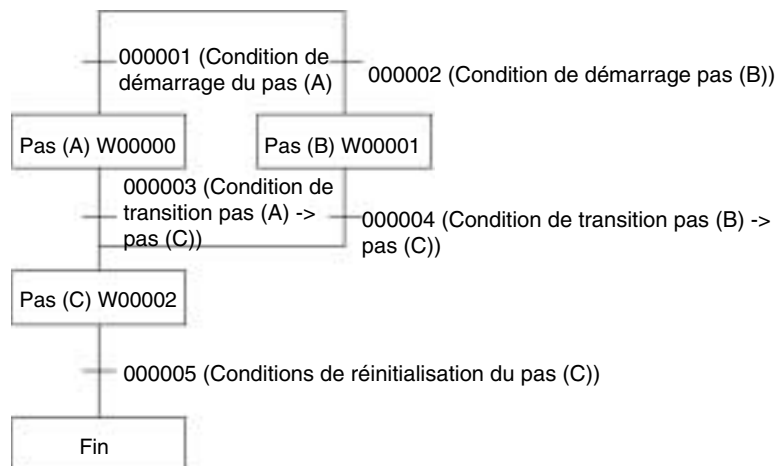 000001 (Condition de
démarrage du pas (A)
000002 (Condition de démarrage pas (B))
Pas (A) W00000
Pas (B) W00001
000003 (Condition de
transition pas (A) ->
pas (C))
000004 (Condition de transition pas (B) ->
pas (C))
Pas (C) W00002
000005 (Conditions de réinitialisation du pas (C))
Fin